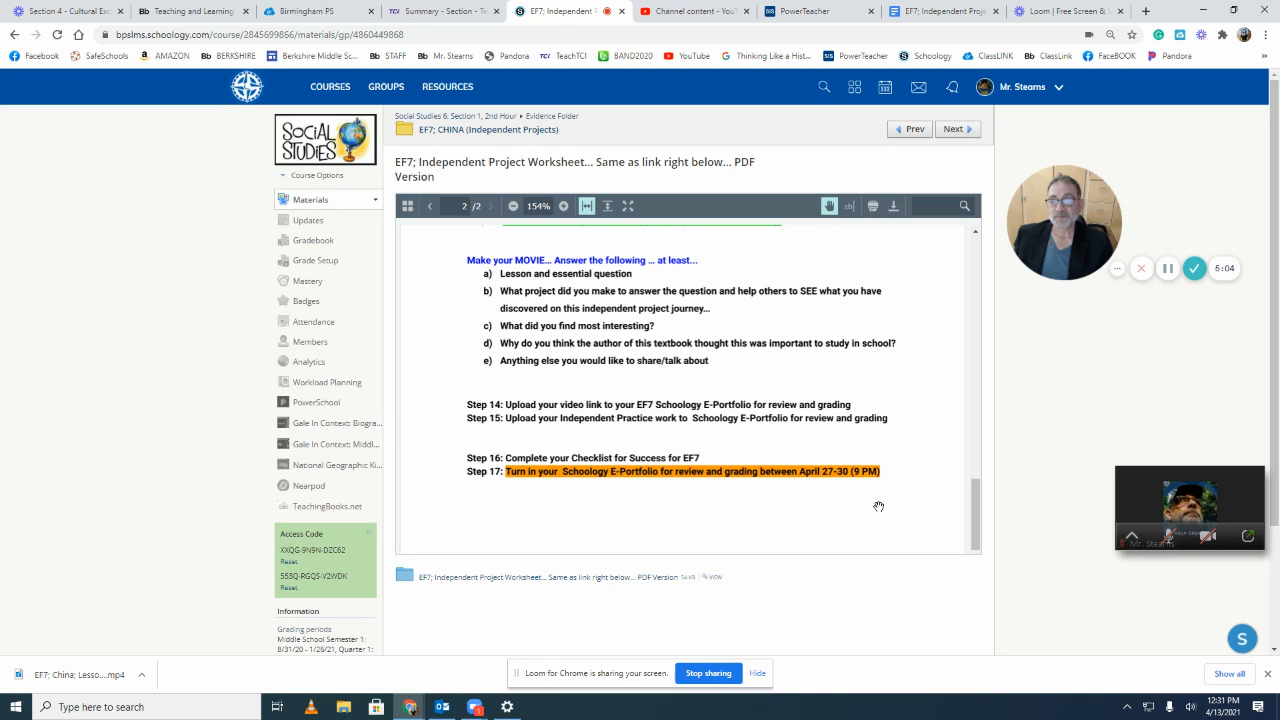 Section 4 - Cultural Ex
Teaching and Learning
Birmingham PS
Summary - Section - Te
EF7; Independent P
Channel content - YouT
PowerTeacher
EF7; Independent Proj
Loom | Free Screen & V
bpslms.schoology.com/course/2845699866/materials/gp/4860449868
Facebook
SafeSchools
AMAZON
BERKSHIRE
Berkshire Middle Sc...
STAFF
Mr. Stearns
Pandora
TeachTCI
BAND2020
YouTube
Thinking Like a Hist...
PowerTeacher
Schoology
ClassLINK
ClassLink
FaceBOOK
Pandora
COURSES
GROUPS
RESOURCES
Mr. Stearns
SOCIAL
STUDIES
Course Options
Materials
Updates
Gradebook
Grade Setup
Mastery
Badges
Attendance
Members
Analytics
Workload Planning
PowerSchool
Gale In Context: Biogra...
Gale In Context: Middl...
National Geographic Ki...
Nearpod
TeachingBooks.net
Access Code
XXQG-9N9N-DZC62
Reset
553Q-RGQS-V2WDK
Reset
Information
Grading periods
Middle School Semester 1:
8/31/20 - 1/26/21, Quarter 1:
Social Studies 6: Section 1, 2nd Hour
Evidence Folder
EF7; CHINA (Independent Projects)
Prev
Next
EF7; Independent Project Worksheet... Same as link right below... PDF
Version
2 /2
154%
Make your MOVIE... Answer the following ... at least...
a) Lesson and essential question
b) What project did you make to answer the question and help others to SEE what you have
discovered on this independent project journey...
c) What did you find most interesting?
d) Why do you think the author of this textbook thought this was important to study in school?
e) Anything else you would like to share/talk about
Step 14: Upload your video link to your EF7 Schoology E-Portfolio for review and grading
Step 15: Upload your Independent Practice work to Schoology E-Portfolio for review and grading
Step 16: Complete your Checklist for Success for EF7
Step 17: Turn in your Schoology E-Portfolio for review and grading between April 27-30 (9 PM)
EF7; Independent Project Worksheet... Same as link right below... PDF Version 54 KB
VIEW
5:04
Mr. Stearns
S
EF7; China; Lesso....mp4
Loom for Chrome is sharing your screen.
Stop sharing
Hide
Show all
Type here to search
12:31 PM
4/13/2021